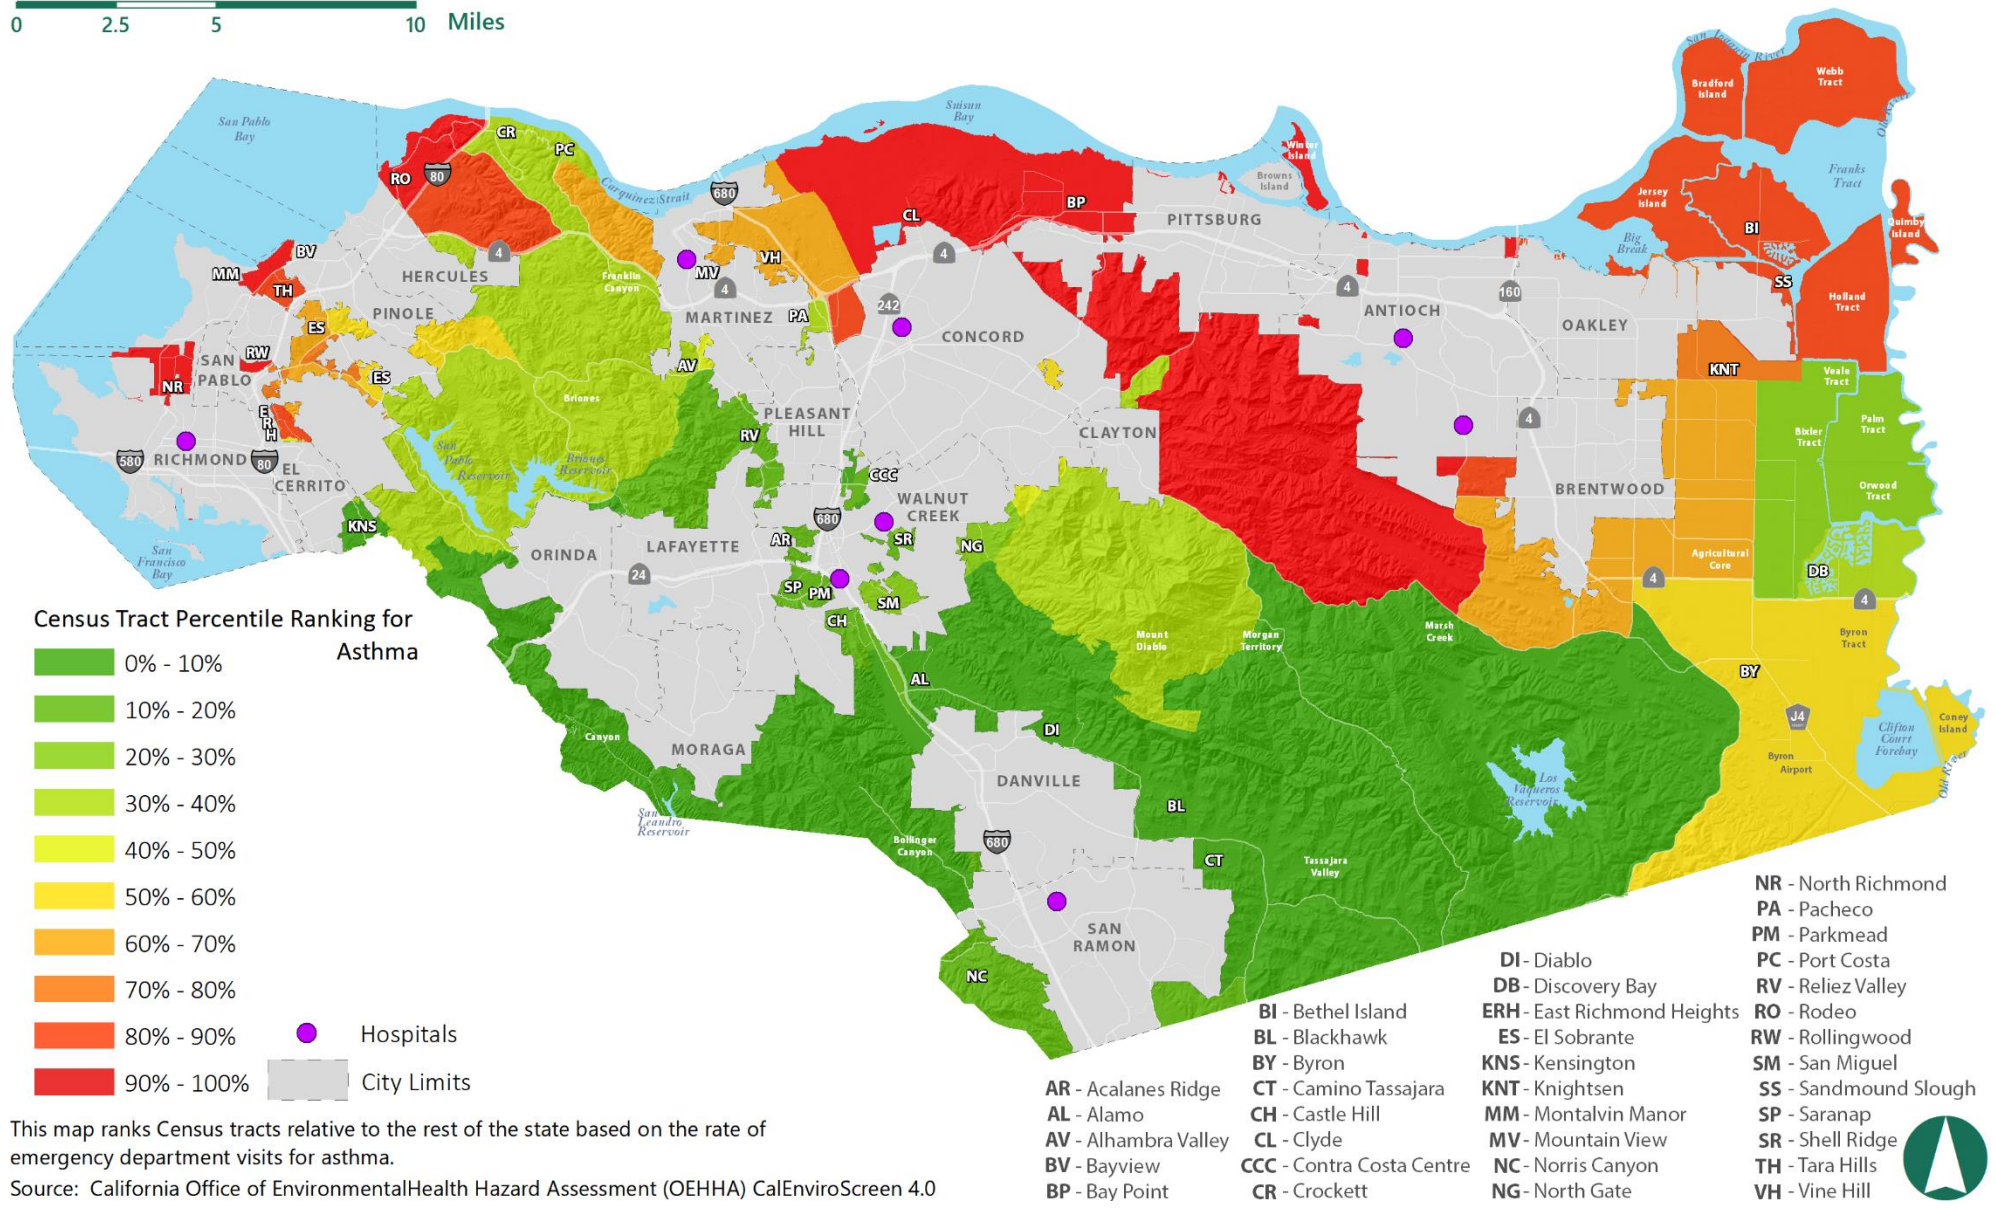 0 2.5 5 10 Miles
San Joaquin River
Bradford
Island
Webb
Tract
Old River
San Pablo
Bay
Suisun
Bay
CR
PC
RO
80
Carquinez Strait
680
Winter
Island
Browns
Island
Franks
Tract
Jersey
Island
Quimby
Island
BP
CL
PITTSBURG
BI
Big
Break
BV
MM
TH
4
HERCULES
Franklin
Canyon
MV
VH
4
4
SS
Holland
Tract
4
160
242
ANTIOCH
OAKLEY
PINOLE
ES
MARTINEZ
PA
CONCORD
RW
SAN
PABLO
NR
ES
AV
KNT
Veale
Tract
Briones
E
R
H
PLEASANT
HILL
CLAYTON
RV
4
Palm
Tract
Bixler
Tract
580
RICHMOND
80
EL
CERRITO
San
Pablo
Reservoir
Briones
Reservoir
CCC
WALNUT
CREEK
BRENTWOOD
Orwood
Tract
KNS
680
AR
SR
NG
ORINDA
LAFAYETTE
24
San
Francisco
Bay
Agricultural
Core
4
DB
4
SP
PM
SM
CH
Mount
Diablo
Morgan
Territory
Marsh
Creek
Byron
Tract
BY
AL
DI
J4
Clifton
Court
Forebay
Coney
Island
Old River
Canyon
MORAGA
DANVILLE
Byron
Airport
Los
Vaqueros
Reservoir
BL
San
Leandro
Reservoir
Bollinger
Canyon
680
CT
Tassajara
Valley
SAN
RAMON
NC
Census Tract Percentile Ranking for
Asthma
0% - 10%
10% - 20%
20% - 30%
30% - 40%
40% - 50%
50% - 60%
60% - 70%
70% - 80%
80% - 90%
90% - 100%
Hospitals
City Limits
This map ranks Census tracts relative to the rest of the state based on the rate of
emergency department visits for asthma.
Source: California Office of EnvironmentalHealth Hazard Assessment (OEHHA) CalEnviroScreen 4.0
AR - Acalanes Ridge
AL - Alamo
AV - Alhambra Valley
BV - Bayview
BP - Bay Point
BI - Bethel Island
BL - Blackhawk
BY - Byron
CT - Camino Tassajara
CH - Castle Hill
CL - Clyde
CCC - Contra Costa Centre
CR - Crockett
DI - Diablo
DB - Discovery Bay
ERH - East Richmond Heights
ES - El Sobrante
KNS - Kensington
KNT - Knightsen
MM - Montalvin Manor
MV - Mountain View
NC - Norris Canyon
NG - North Gate
NR - North Richmond
PA - Pacheco
PM - Parkmead
PC - Port Costa
RV - Reliez Valley
RO - Rodeo
RW - Rollingwood
SM - San Miguel
SS - Sandmound Slough
SP - Saranap
SR - Shell Ridge
TH - Tara Hills
VH - Vine Hill